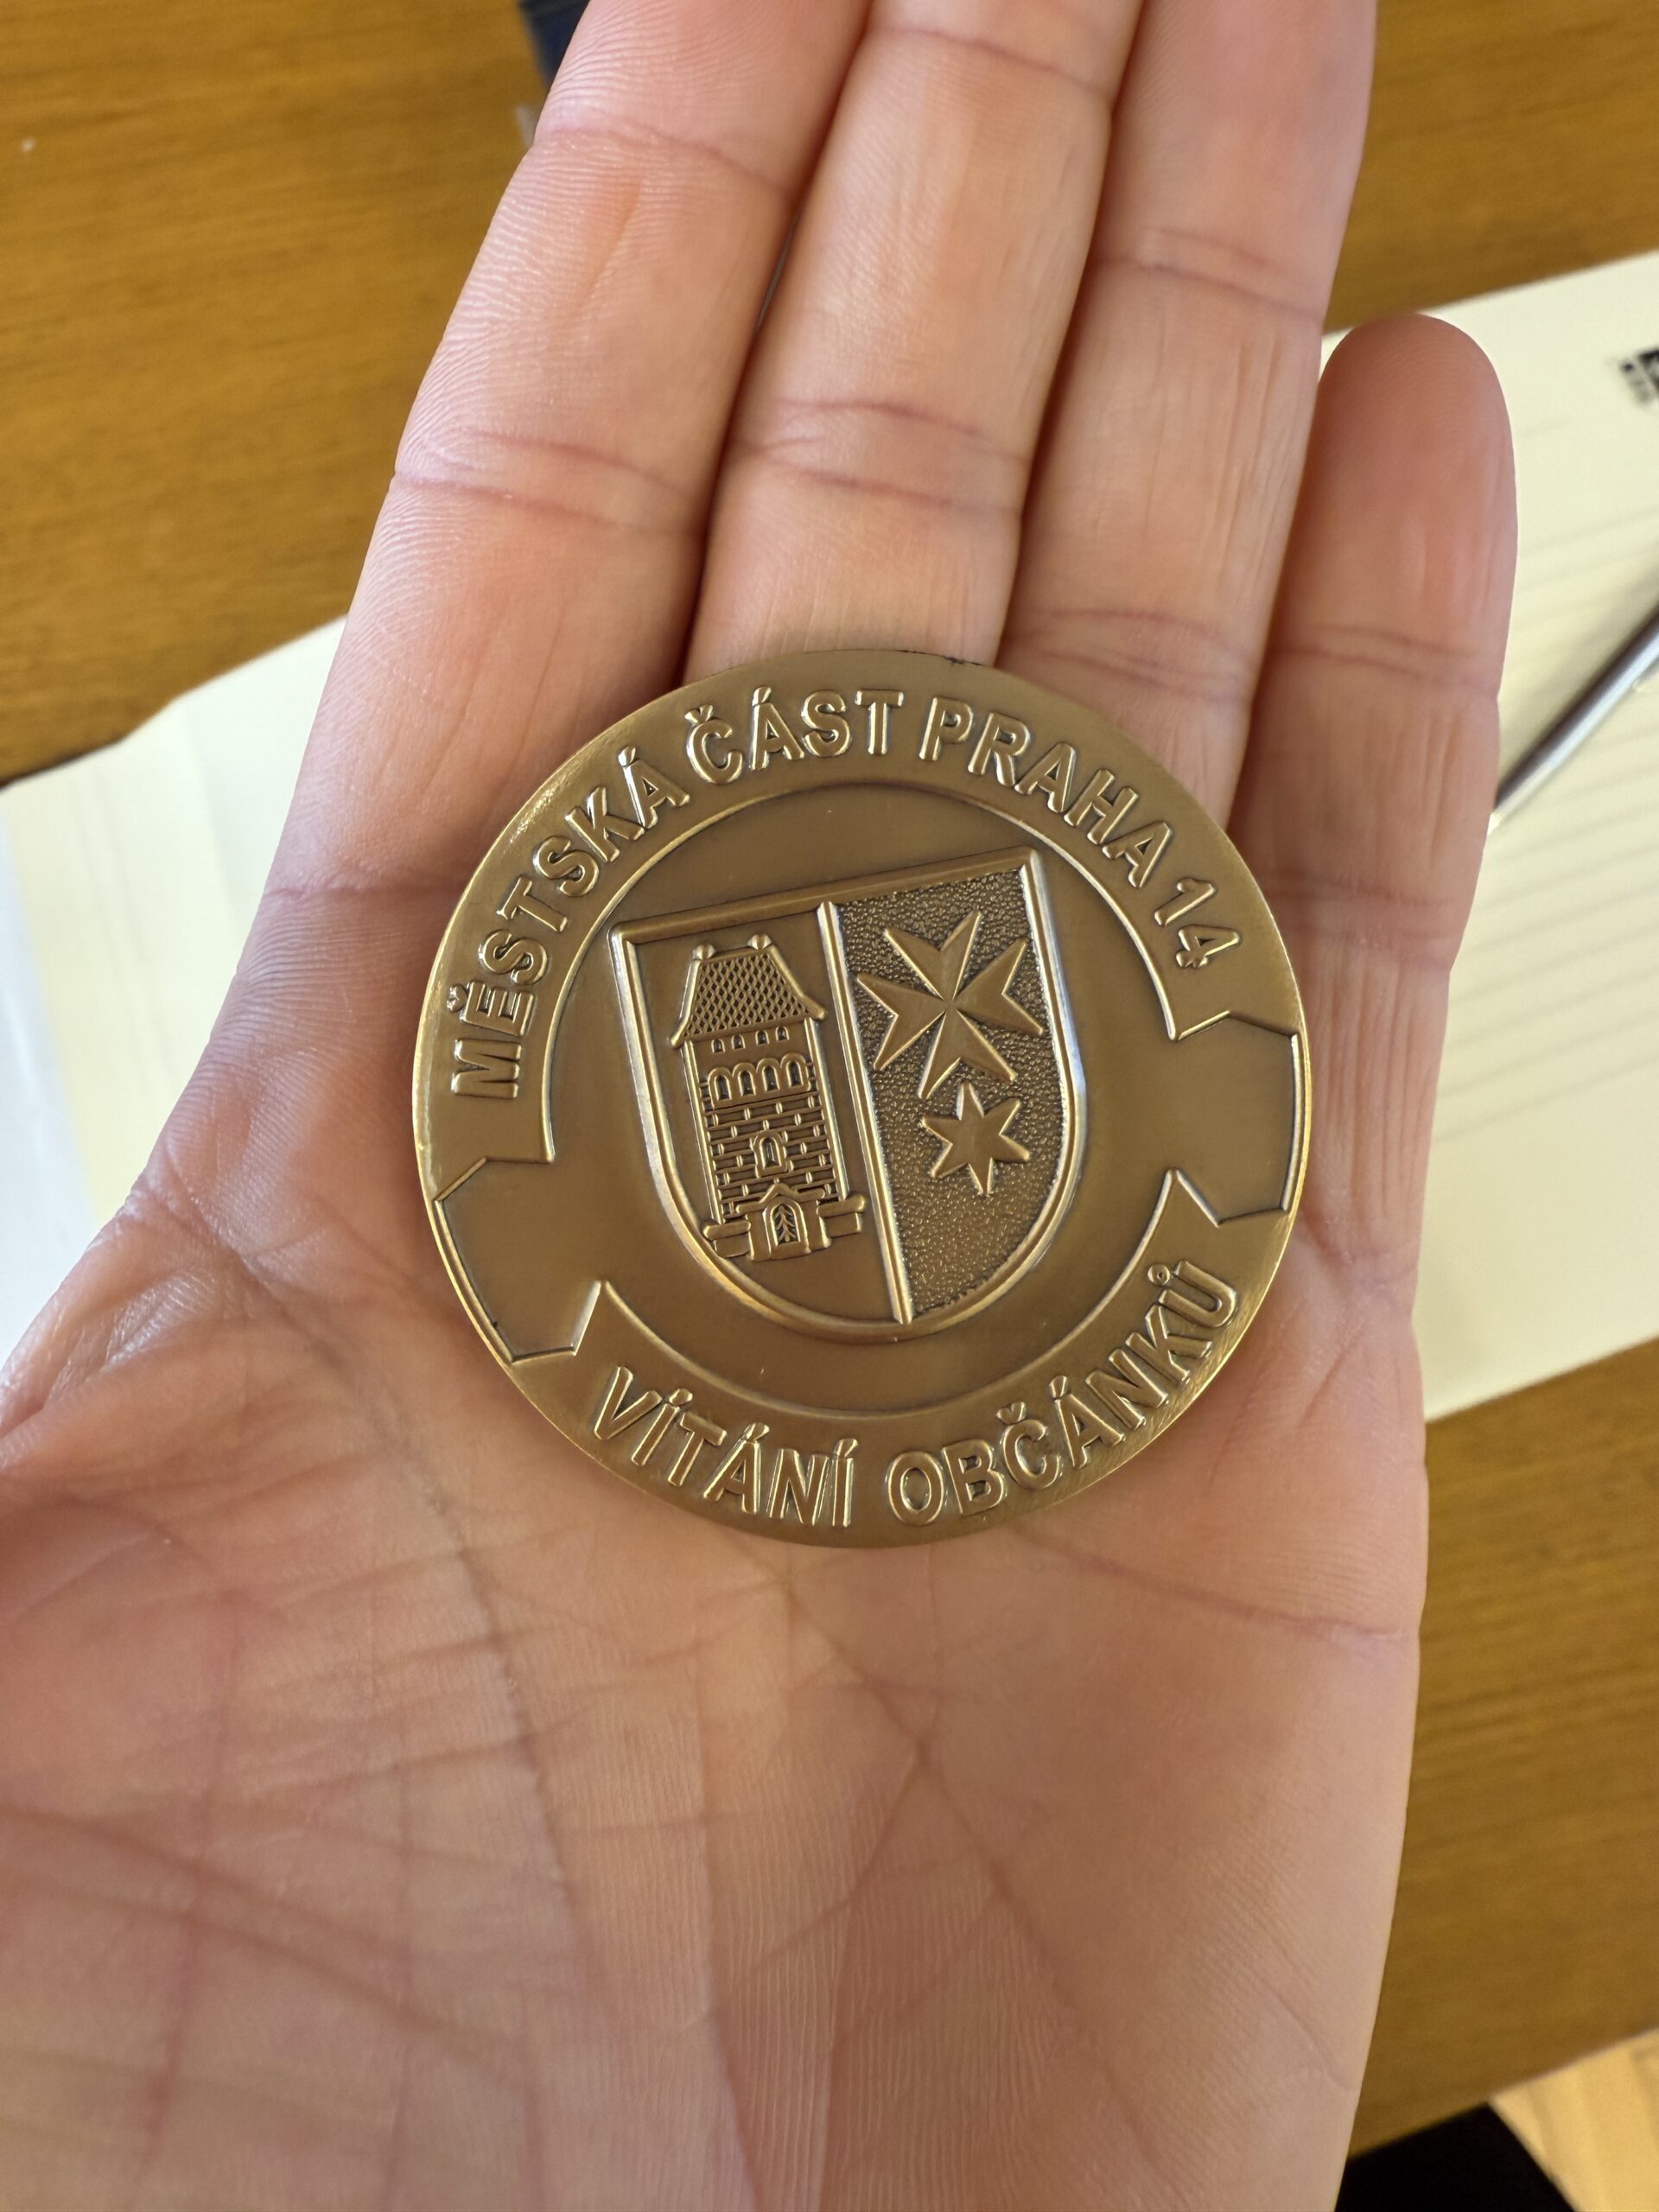 MĚSTSKÁ ČÁST PRAHA 14
VÍTÁNÍ OBČÁNKŮ